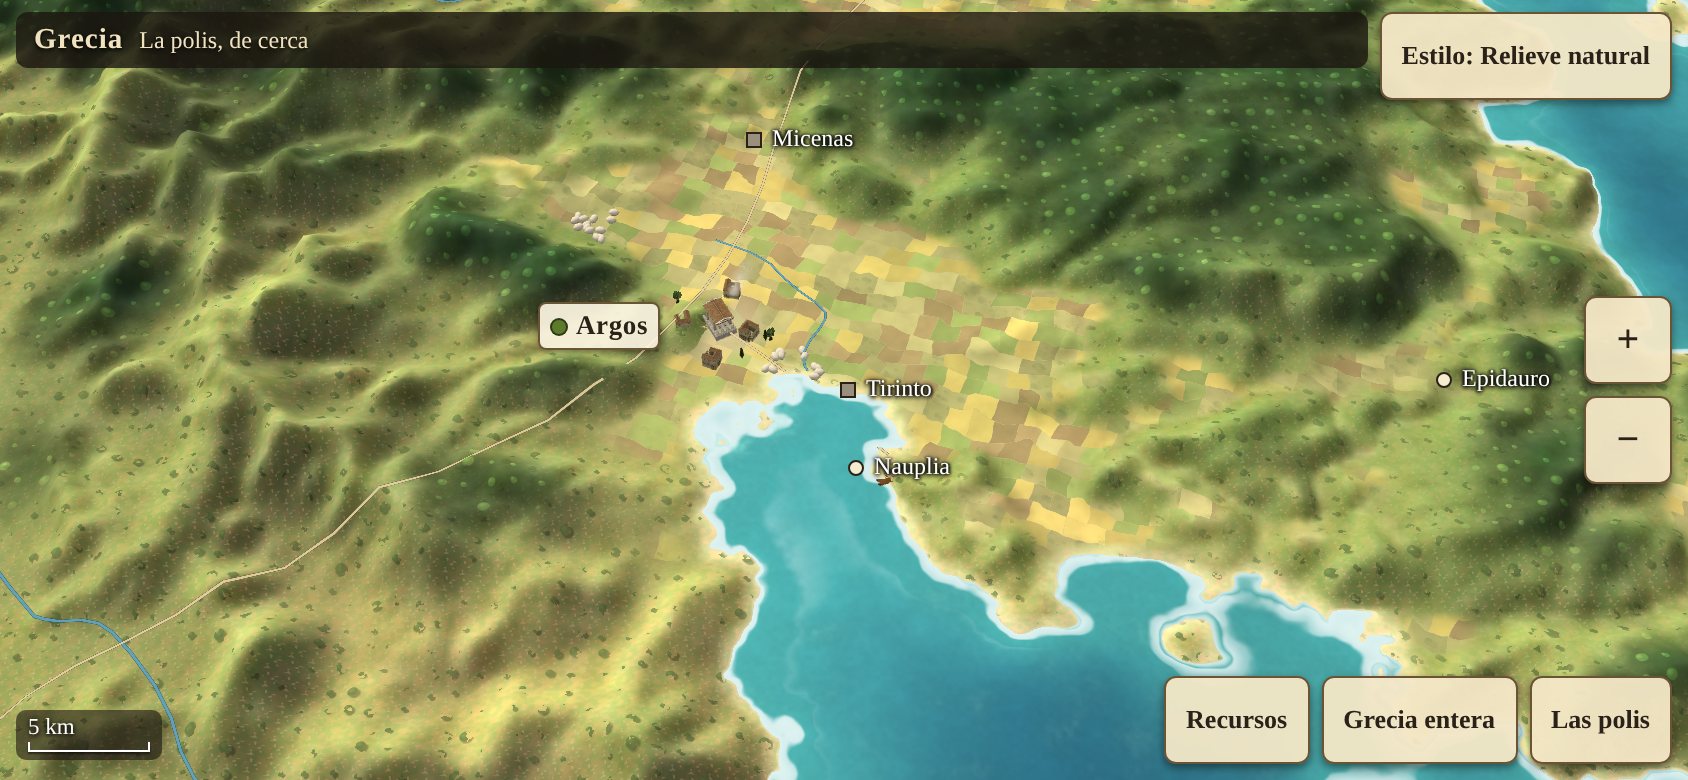 Grecia La polis, de cerca
Estilo: Relieve natural
Micenas
Argos
+
Epidauro
Tirinto
−
Nauplia
5 km
Recursos
Grecia entera
Las polis